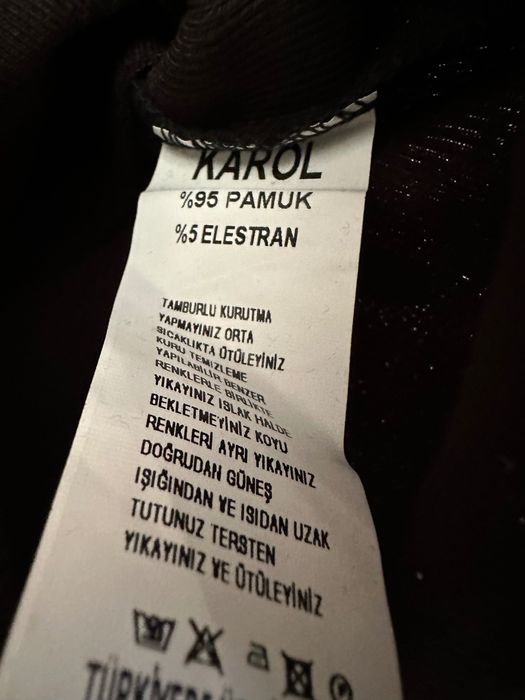 KAROL
%95 PAMUK
%5 ELESTRAN
TAMBURLU KURUTMA
YAPMAYINIZ ORTA
SICAKLIKTA ÜTÜLEYİNİZ
KURU TEMİZLEME
YAPILABİLİR BENZER
RENKLERLE BİRLİKTE
YIKAYINIZ ISLAK HALDE
BEKLETMEYİNİZ KOYU
RENKLERİ AYRI YIKAYINIZ
DOĞRUDAN GÜNEŞ
IŞIĞINDAN VE ISIDAN UZAK
TUTUNUZ TERSTEN
YIKAYINIZ VE ÜTÜLEYİNİZ
a